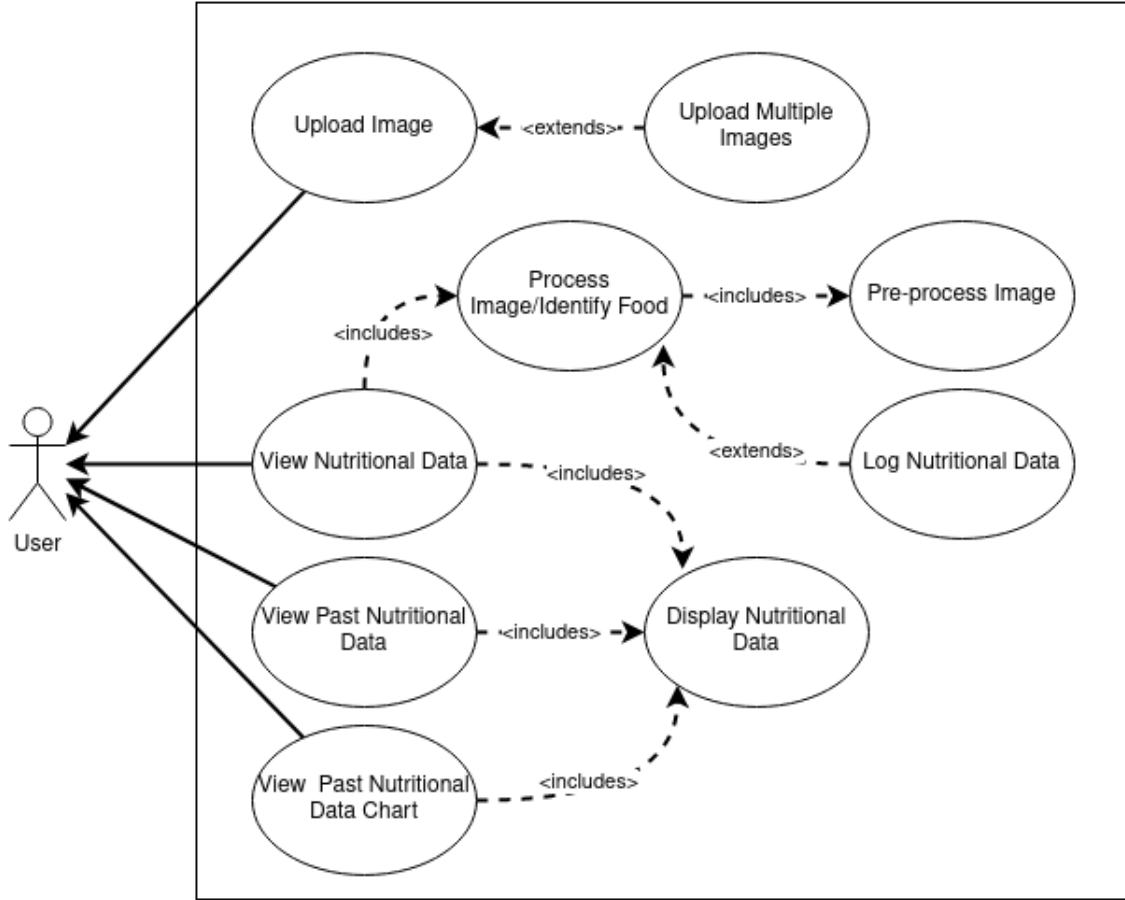 Upload Image
<extends>
Upload Multiple
Images
Process
Image/Identify Food
<includes>
Pre-process Image
<includes>
View Nutritional Data
<includes>
<extends>
Log Nutritional Data
User
View Past Nutritional
Data
<includes>
Display Nutritional
Data
View  Past Nutritional
Data Chart
<includes>